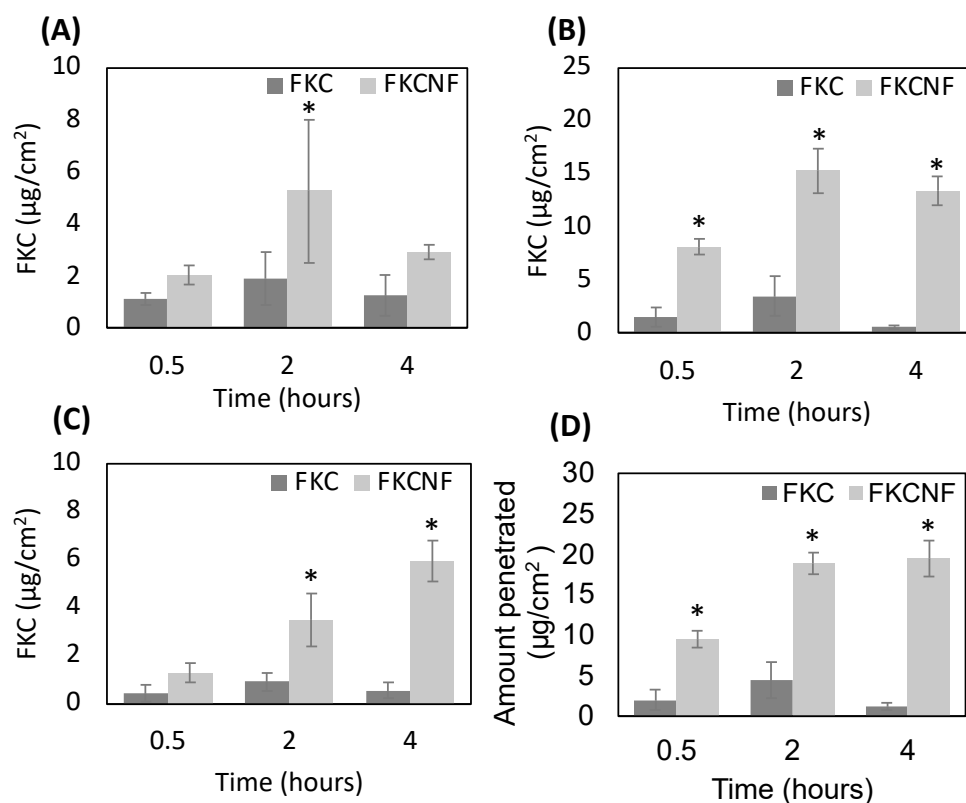 (A)
FKC FKCNF
10
8
6
4
2
0
FKC (µg/cm²)
*
0.5 2 4
Time (hours)
(B)
FKC FKCNF
25
20
15
10
5
0
FKC (µg/cm²)
* * *
0.5 2 4
Time (hours)
(C)
FKC FKCNF
10
8
6
4
2
0
FKC (µg/cm²)
* *
0.5 2 4
Time (hours)
(D)
FKC FKCNF
30
25
20
15
10
5
0
Amount penetrated
(µg/cm²)
* * *
0.5 2 4
Time (hours)